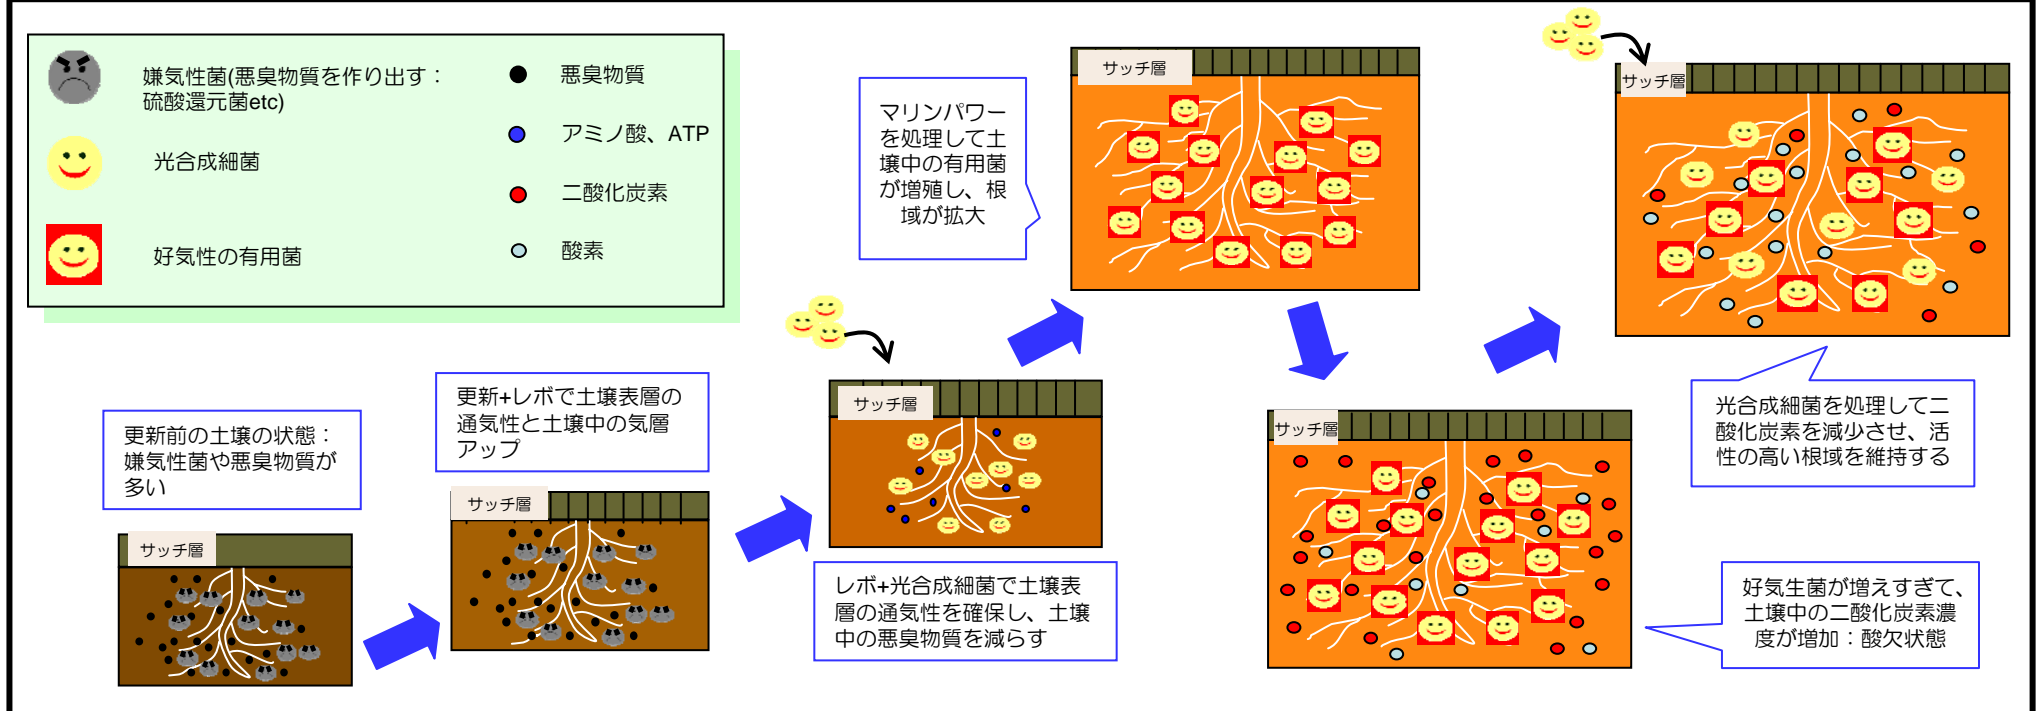 嫌気性菌(悪臭物質を作り出す：
硫酸還元菌etc)
光合成細菌
好気性の有用菌
悪臭物質
アミノ酸、ATP
二酸化炭素
酸素
更新前の土壌の状態：
嫌気性菌や悪臭物質が
多い
サッチ層
更新+レボで土壌表層の
通気性と土壌中の気層
アップ
サッチ層
サッチ層
レボ+光合成細菌で土壌表
層の通気性を確保し、土壌
中の悪臭物質を減らす
マリンパワー
を処理して土
壌中の有用菌
が増殖し、根
域が拡大
サッチ層
サッチ層
好気生菌が増えすぎて、
土壌中の二酸化炭素濃
度が増加：酸欠状態
サッチ層
光合成細菌を処理して二
酸化炭素を減少させ、活
性の高い根域を維持する